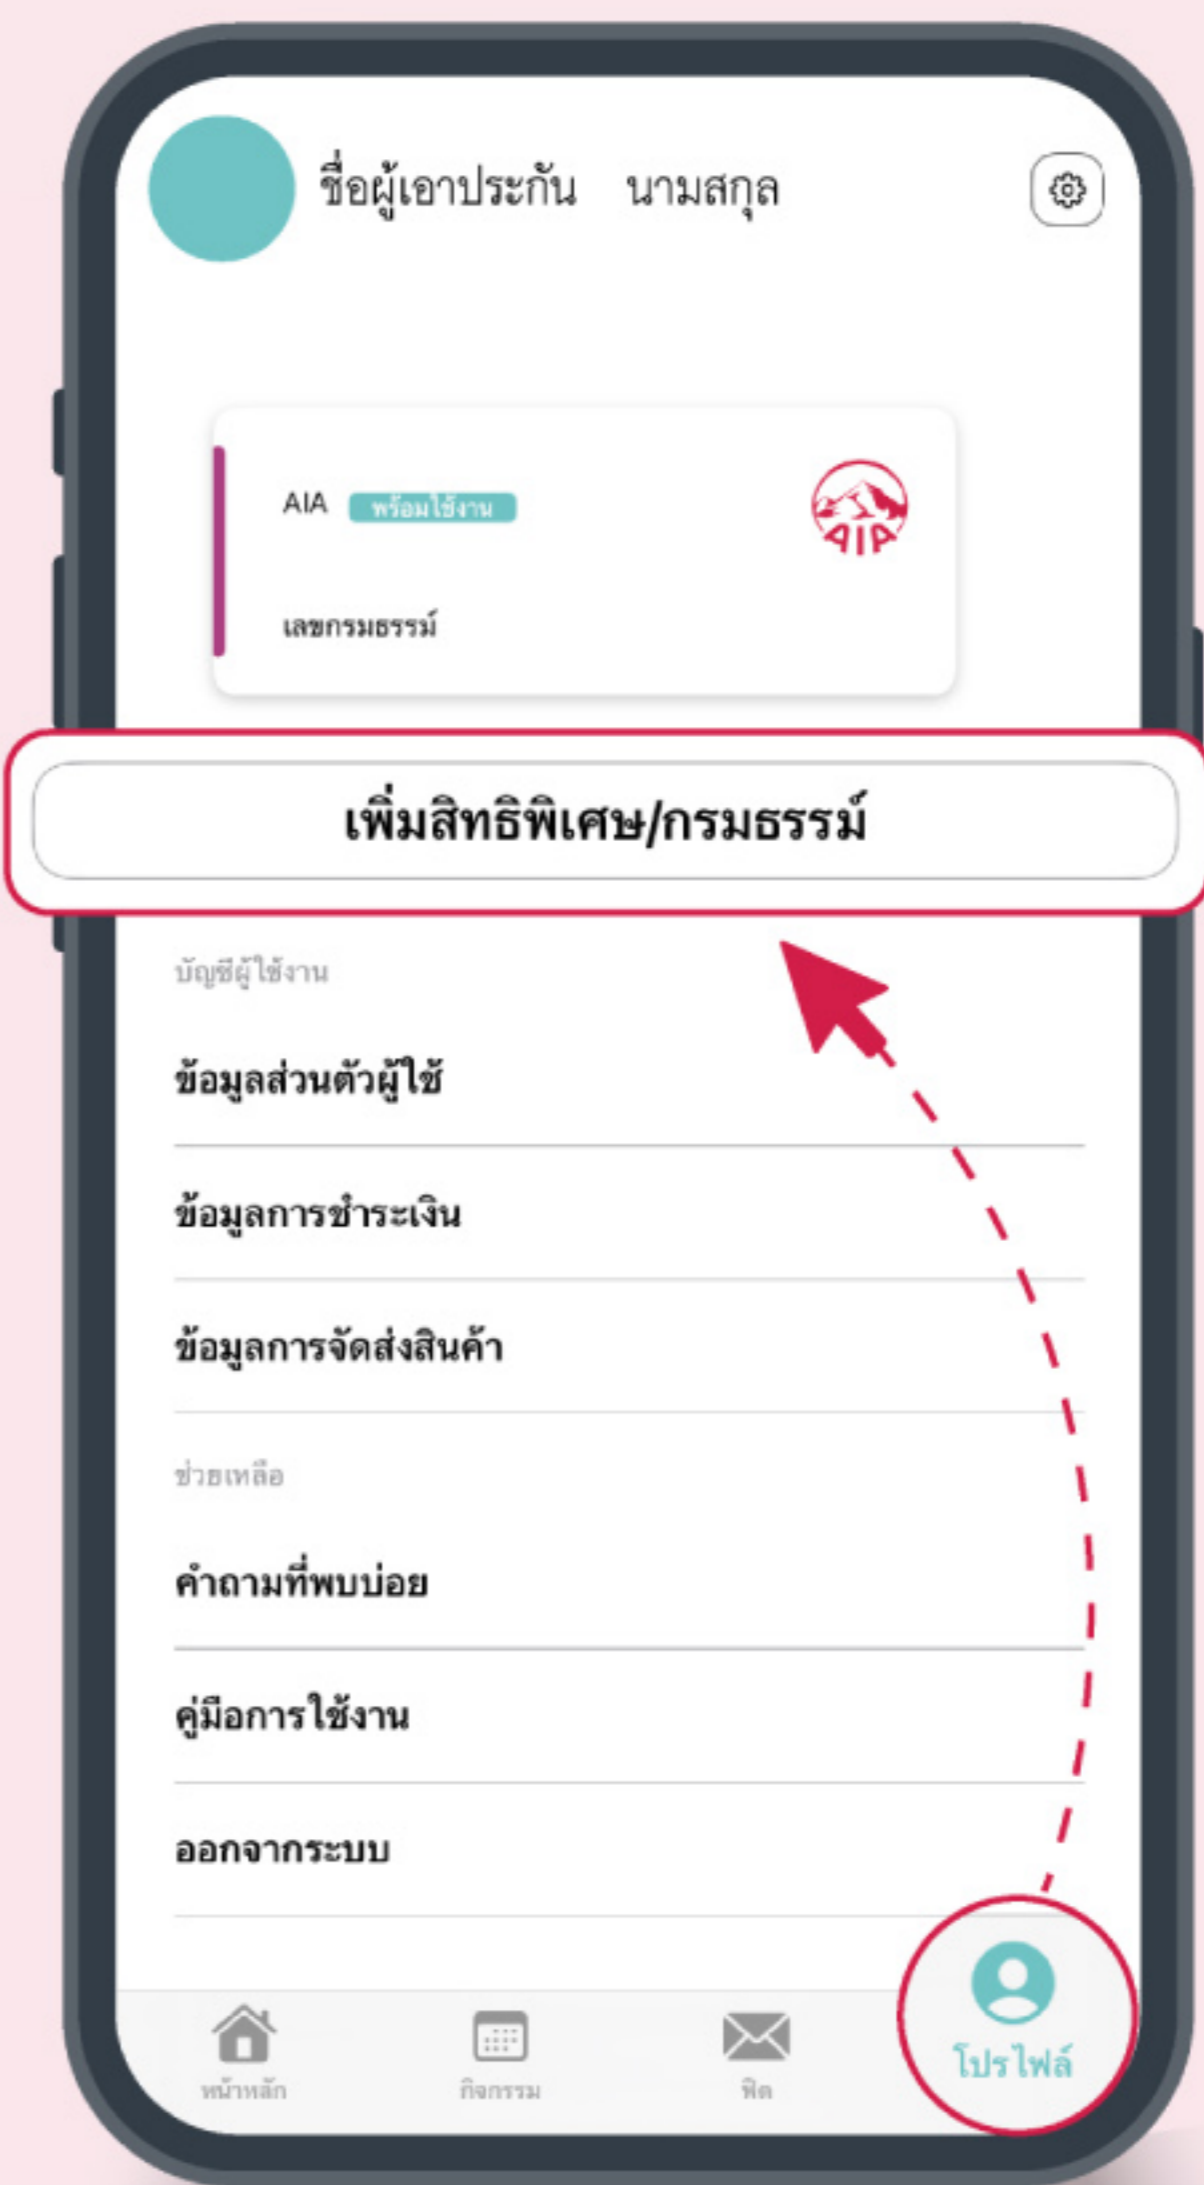 ชื่อผู้เอาประกัน นามสกุล
AIA พร้อมใช้งาน
AIA
เลขกรมธรรม์
เพิ่มสิทธิพิเศษ/กรมธรรม์
บัญชีผู้ใช้งาน
ข้อมูลส่วนตัวผู้ใช้
ข้อมูลการชำระเงิน
ข้อมูลการจัดส่งสินค้า
ช่วยเหลือ
คำถามที่พบบ่อย
คู่มือการใช้งาน
ออกจากระบบ
หน้าหลัก กิจกรรม ฟีด โปรไฟล์